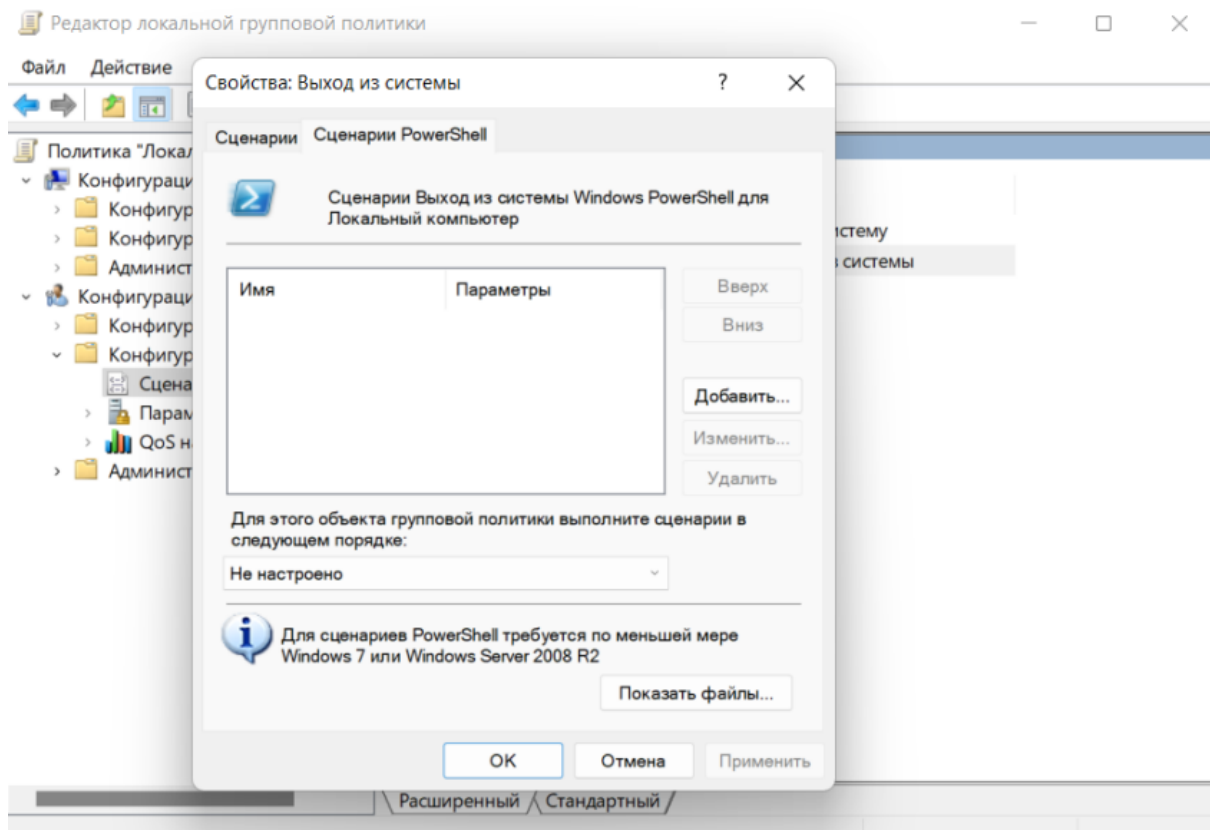 Редактор локальной групповой политики
Файл Действие
Свойства: Выход из системы ?
Сценарии Сценарии PowerShell
Сценарии Выход из системы Windows PowerShell для
Локальный компьютер
Имя Параметры
Вверх
Вниз
Добавить...
Изменить...
Удалить
Для этого объекта групповой политики выполните сценарии в
следующем порядке:
Не настроено
Для сценариев PowerShell требуется по меньшей мере
Windows 7 или Windows Server 2008 R2
Показать файлы...
ОК Отмена Применить
Политика "Локал
Конфигураци
Конфигур
Конфигур
Админист
Конфигураци
Конфигур
Конфигур
Сцена
Парам
QoS н
Админист
истему
системы
Расширенный Стандартный